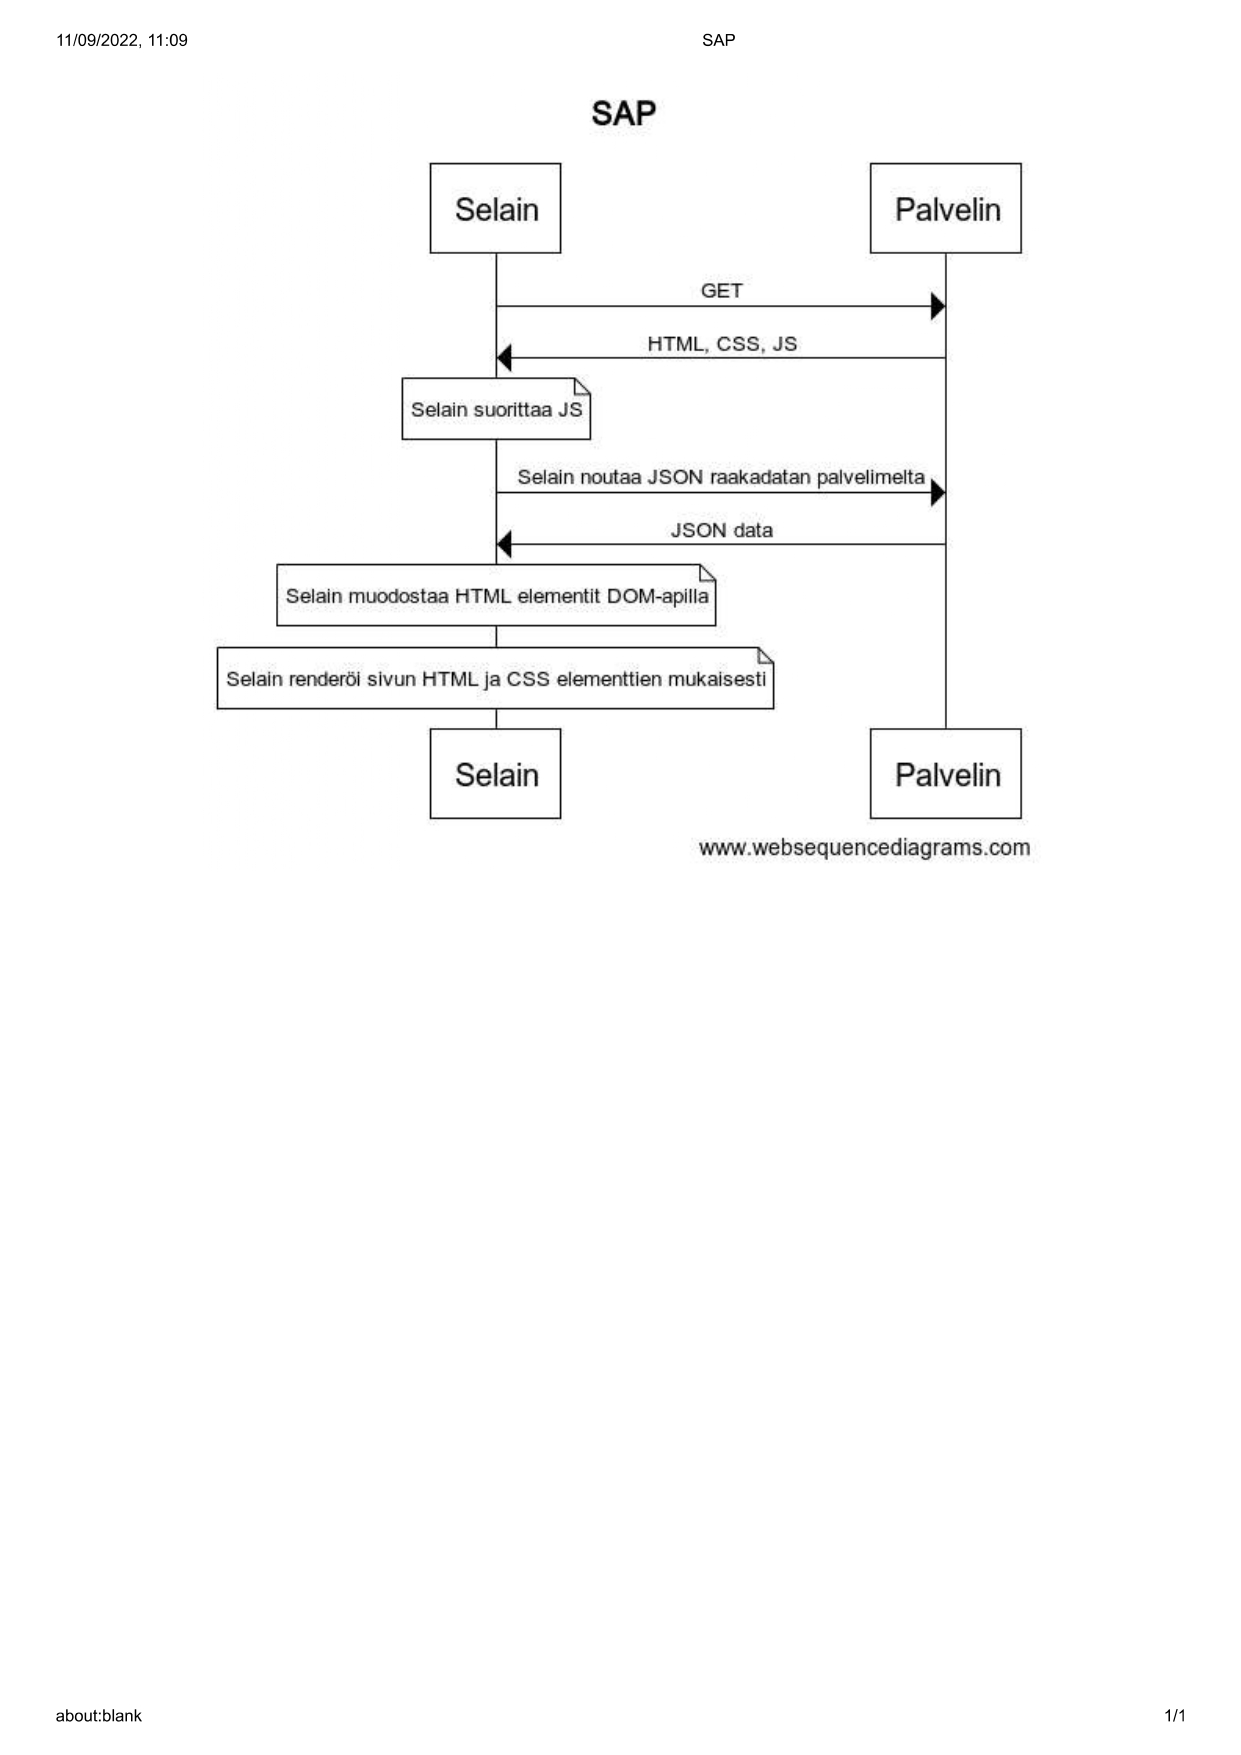 11/09/2022, 11:09
SAP
SAP
Selain
Palvelin
GET
HTML, CSS, JS
Selain suorittaa JS
Selain noutaa JSON raakadatan palvelimelta
JSON data
Selain muodostaa HTML elementit DOM-apilla
Selain renderöi sivun HTML ja CSS elementtien mukaisesti
Selain
Palvelin
www.websequencediagrams.com
about:blank
1/1